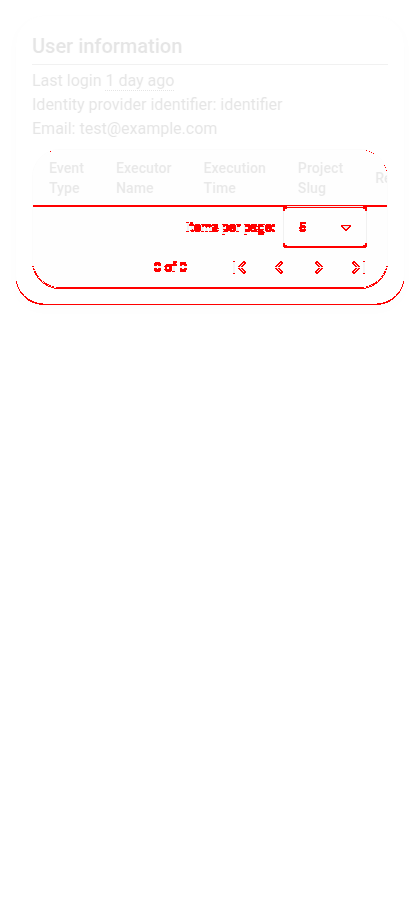 User information
Last login 1 day ago
Identity provider identifier: identifier
Email: test@example.com
Event Type
Executor Name
Execution Time
Project Slug
Items per page: 5
0 of 0